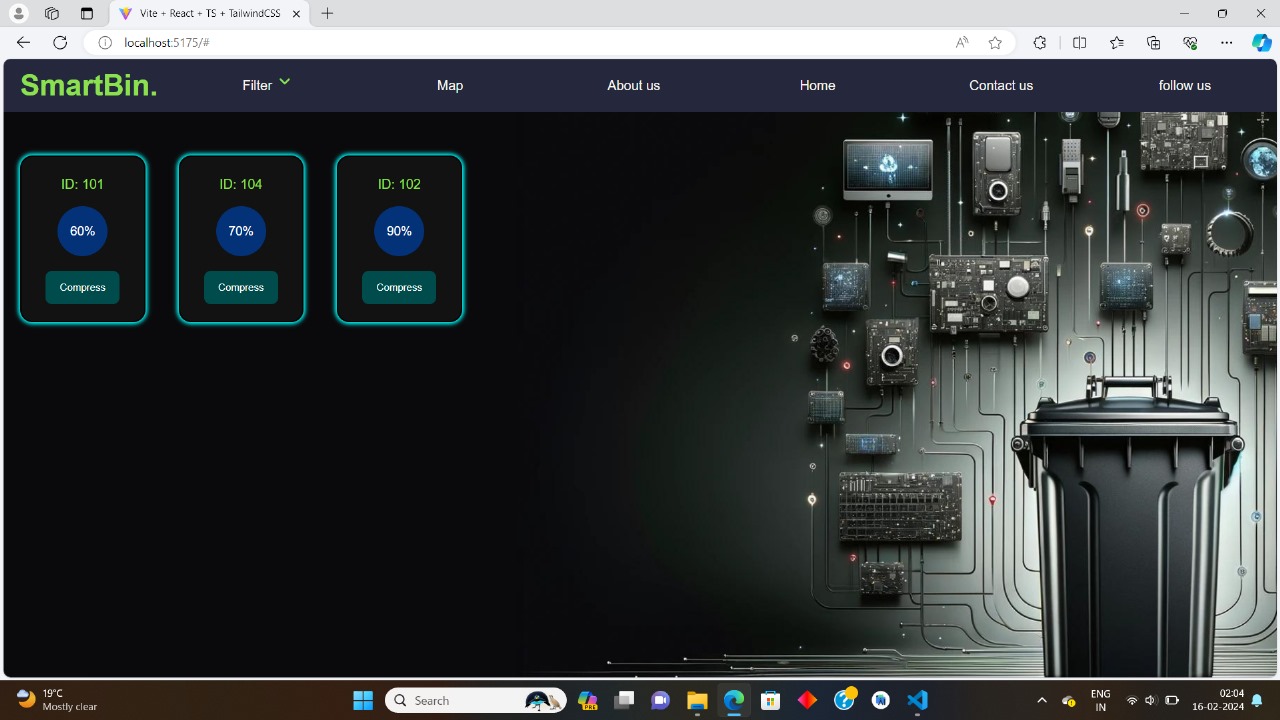 Vite + React + TS + TailwindCSS
localhost:5175/#
SmartBin.
Filter
Map
About us
Home
Contact us
follow us
ID: 101
60%
Compress
ID: 104
70%
Compress
ID: 102
90%
Compress
19°C
Mostly clear
Search
PRE
ENG
IN
02:04
16-02-2024